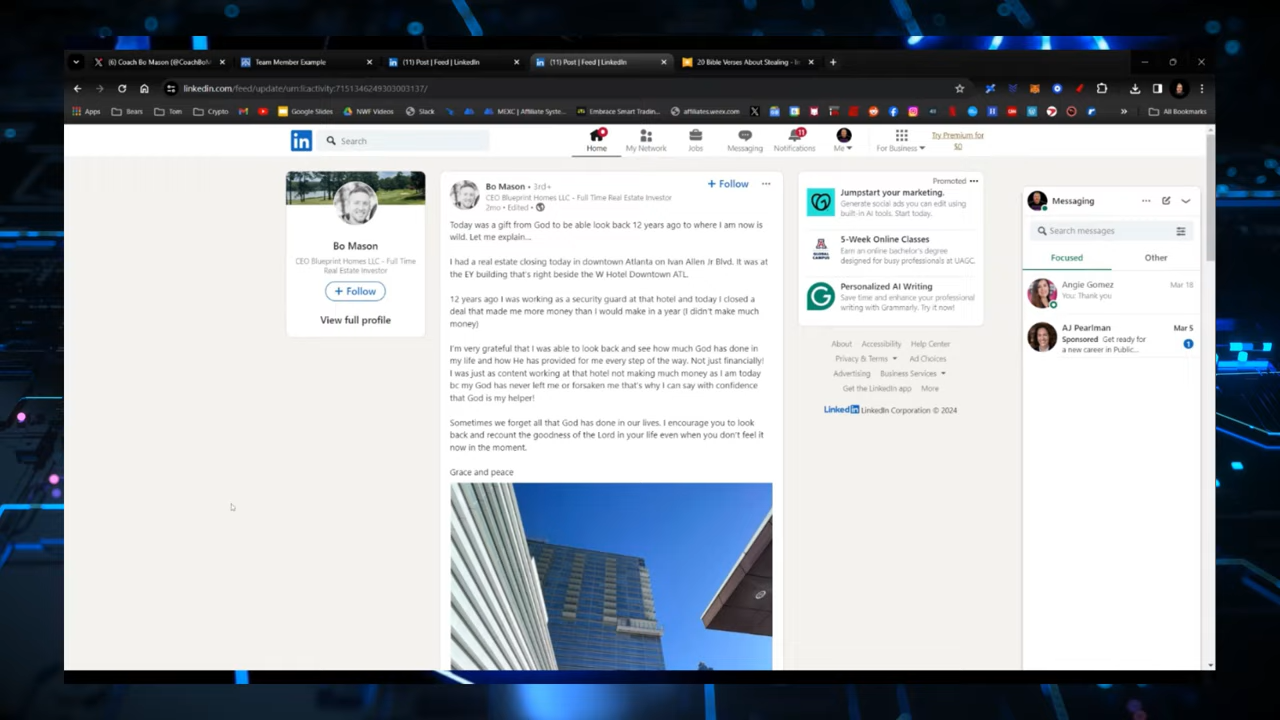 (6) Coach Bo Mason (@CoachBoM
Team Member Example
(11) Post | Feed | LinkedIn
(11) Post | Feed | LinkedIn
20 Bible Verses About Stealing -
linkedin.com/feed/update/urn:li:activity:7151346249303003137/
Apps
Bears
Tom
Crypto
Google Slides
NWF Videos
Slack
MEXC | Affiliate Syste...
Embrace Smart Tradin...
affiliates.weex.com
All Bookmarks
in
Search
Home
My Network
Jobs
Messaging
11
Notifications
Me
For Business
Try Premium for
$0
Bo Mason
CEO Blueprint Homes LLC - Full Time
Real Estate Investor
+ Follow
View full profile
Bo Mason • 3rd+
CEO Blueprint Homes LLC - Full Time Real Estate Investor
2mo • Edited •
+ Follow
Today was a gift from God to be able look back 12 years ago to where I am now is
wild. Let me explain...
I had a real estate closing today in downtown Atlanta on Ivan Allen Jr Blvd. It was at
the EY building that's right beside the W Hotel Downtown ATL.
12 years ago I was working as a security guard at that hotel and today I closed a
deal that made me more money than I would make in a year (I didn't make much
money)
I'm very grateful that I was able to look back and see how much God has done in
my life and how He has provided for me every step of the way. Not just financially!
I was just as content working at that hotel not making much money as I am today
bc my God has never left me or forsaken me that's why I can say with confidence
that God is my helper!
Sometimes we forget all that God has done in our lives. I encourage you to look
back and recount the goodness of the Lord in your life even when you don't feel it
now in the moment.
Grace and peace
Promoted
Jumpstart your marketing.
Generate social ads you can edit using
built-in AI tools. Start today.
5-Week Online Classes
Earn an online bachelor's degree
designed for busy professionals at UAGC.
Personalized AI Writing
Save time and enhance your professional
writing with Grammarly. Try it now!
About
Accessibility
Help Center
Privacy & Terms
Ad Choices
Advertising
Business Services
Get the LinkedIn app
More
LinkedIn LinkedIn Corporation © 2024
Messaging
Search messages
Focused
Other
Angie Gomez
Mar 18
You: Thank you
AJ Pearlman
Mar 5
Sponsored Get ready for
a new career in Public...
1